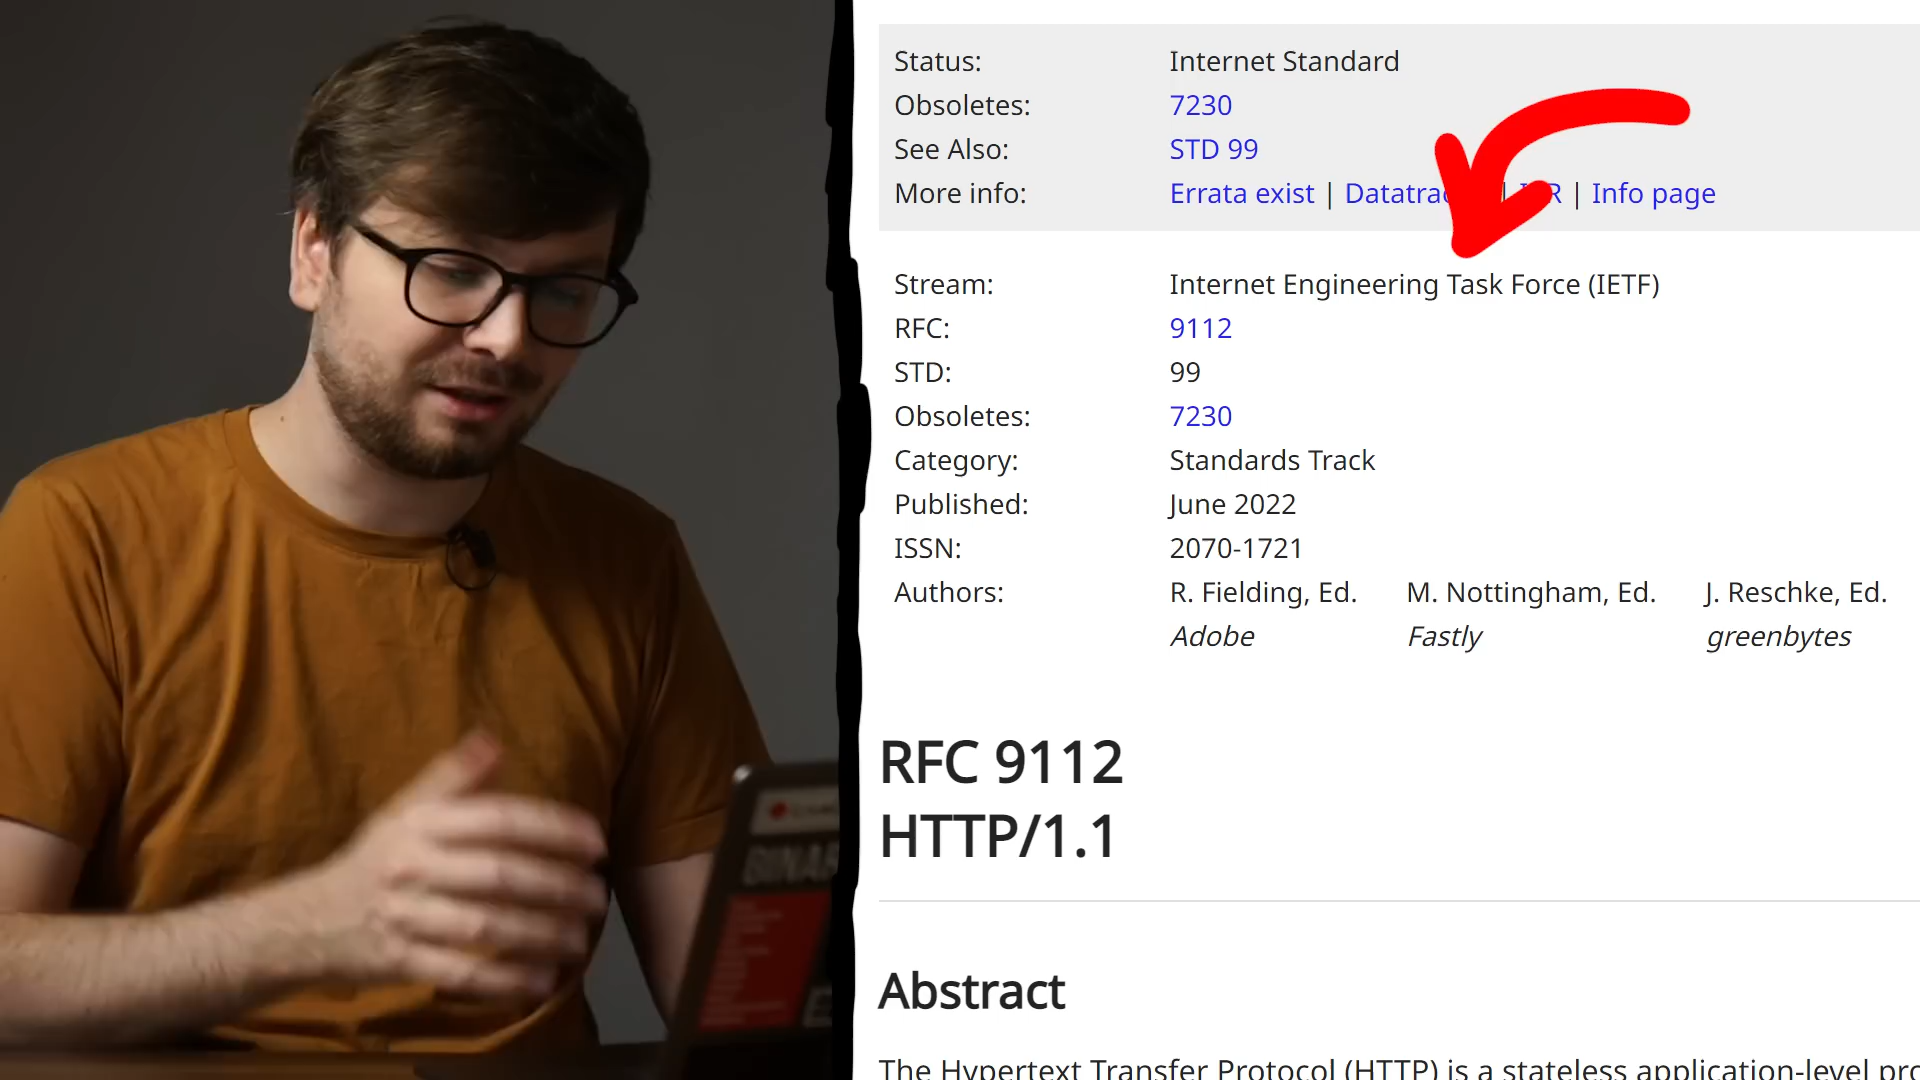 Status: Internet Standard
Obsoletes: 7230
See Also: STD 99
More info: Errata exist | | Info page
Stream: Internet Engineering Task Force (IETF)
RFC: 9112
STD: 99
Obsoletes: 7230
Category: Standards Track
Published: June 2022
ISSN: 2070-1721
Authors: R. Fielding, Ed. M. Nottingham, Ed. J. Reschke, Ed.
Adobe Fastly greenbytes
RFC 9112
HTTP/1.1
Abstract
The Hypertext Transfer Protocol (HTTP) is a stateless application-level